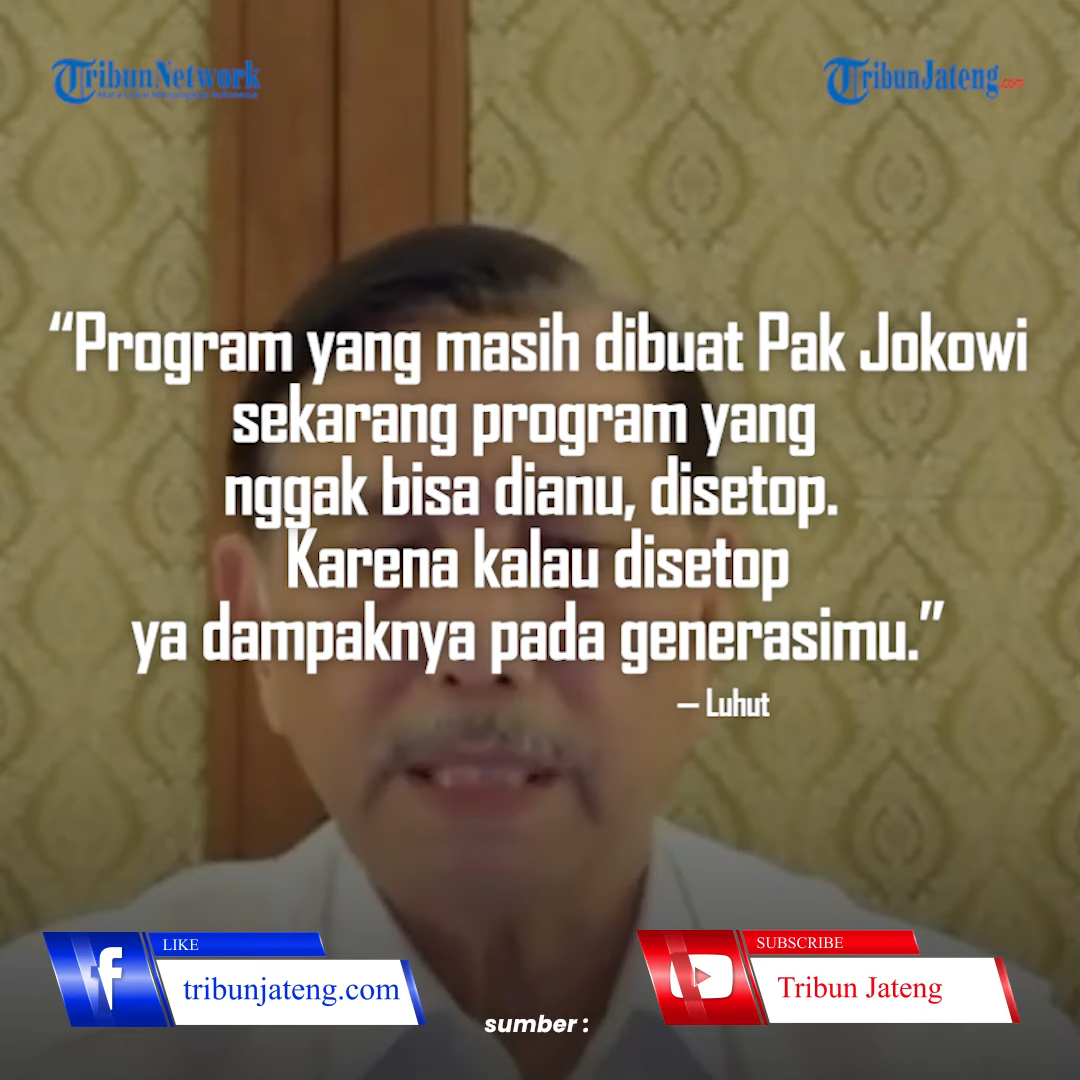 TribunNetwork
TribunJateng.com
“Program yang masih dibuat Pak Jokowi
sekarang program yang
nggak bisa dianu, disetop.
Karena kalau disetop
ya dampaknya pada generasimu.”
– Luhut
LIKE
tribunjateng.com
SUBSCRIBE
Tribun Jateng
sumber :